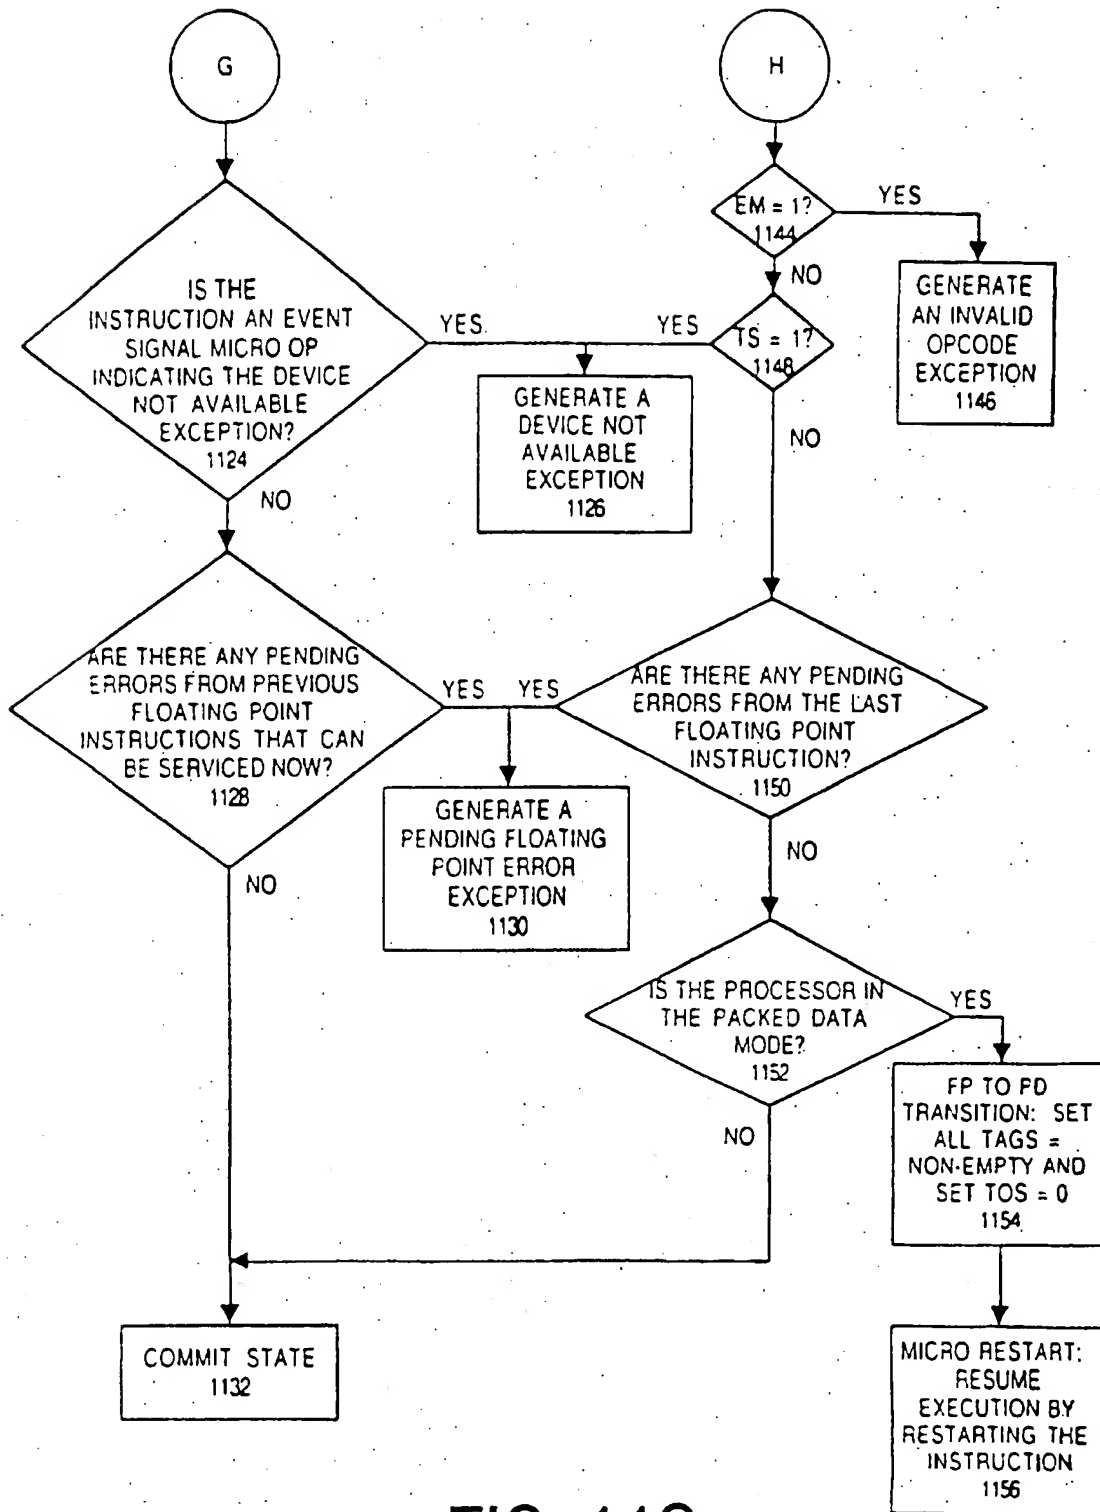 G
H
EM = 1?
1144
YES
NO
GENERATE
AN INVALID
OPCODE
EXCEPTION
1146
IS THE
INSTRUCTION AN EVENT
SIGNAL MICRO OP
INDICATING THE DEVICE
NOT AVAILABLE
EXCEPTION?
1124
YES.
YES
TS = 1?
1148
NO
GENERATE A
DEVICE NOT
AVAILABLE
EXCEPTION
1126
NO
ARE THERE ANY PENDING
ERRORS FROM PREVIOUS
FLOATING POINT
INSTRUCTIONS THAT CAN
BE SERVICED NOW?
1128
YES
YES
ARE THERE ANY PENDING
ERRORS FROM THE LAST
FLOATING POINT
INSTRUCTION?
1150
GENERATE A
PENDING FLOATING
POINT ERROR
EXCEPTION
1130
NO
NO
IS THE PROCESSOR IN
THE PACKED DATA
MODE?
1152
YES
NO
FP TO PD
TRANSITION: SET
ALL TAGS =
NON-EMPTY AND
SET TOS = 0
1154
COMMIT STATE
1132
MICRO RESTART:
RESUME
EXECUTION BY
RESTARTING THE
INSTRUCTION
1156